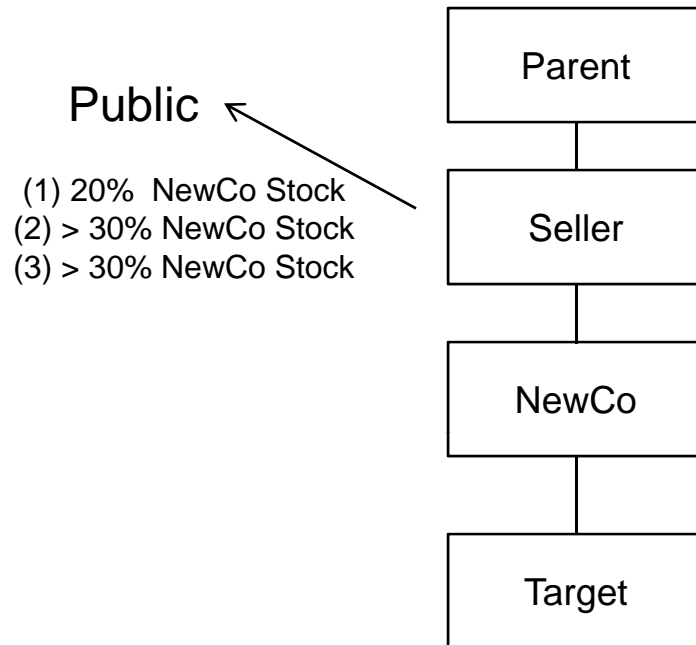 Parent
Public
(1) 20% NewCo Stock
(2) > 30% NewCo Stock
(3) > 30% NewCo Stock
Seller
NewCo
Target